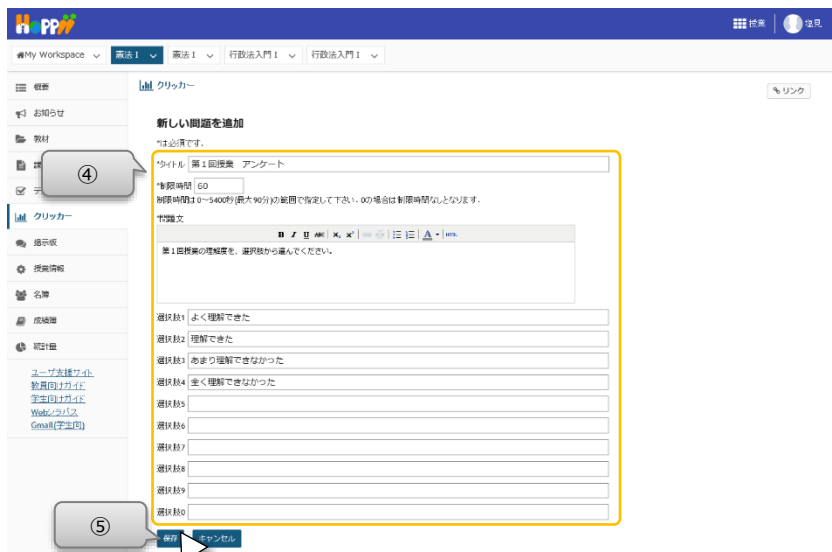 HOPPii
授業
塩見
My Workspace
憲法Ⅰ
憲法Ⅰ
行政法入門Ⅰ
行政法入門Ⅰ
概要
クリッカー
リンク
お知らせ
教材
④
クリッカー
掲示板
授業情報
名簿
成績簿
統計量
ユーザ支援サイト
教員向けガイド
学生向けガイド
Webシラバス
Gmail(学生向)
新しい問題を追加
*は必須です.
*タイトル 第１回授業　アンケート
*制限時間 60
制限時間は0～5400秒(最大90分)の範囲で指定して下さい. 0の場合は制限時間なしとなります.
*問題文
B I U ABC X₂ X² A HTML
第１回授業の理解度を、選択肢から選んでください。
選択肢1 よく理解できた
選択肢2 理解できた
選択肢3 あまり理解できなかった
選択肢4 全く理解できなかった
選択肢5
選択肢6
選択肢7
選択肢8
選択肢9
選択肢0
⑤
保存
キャンセル